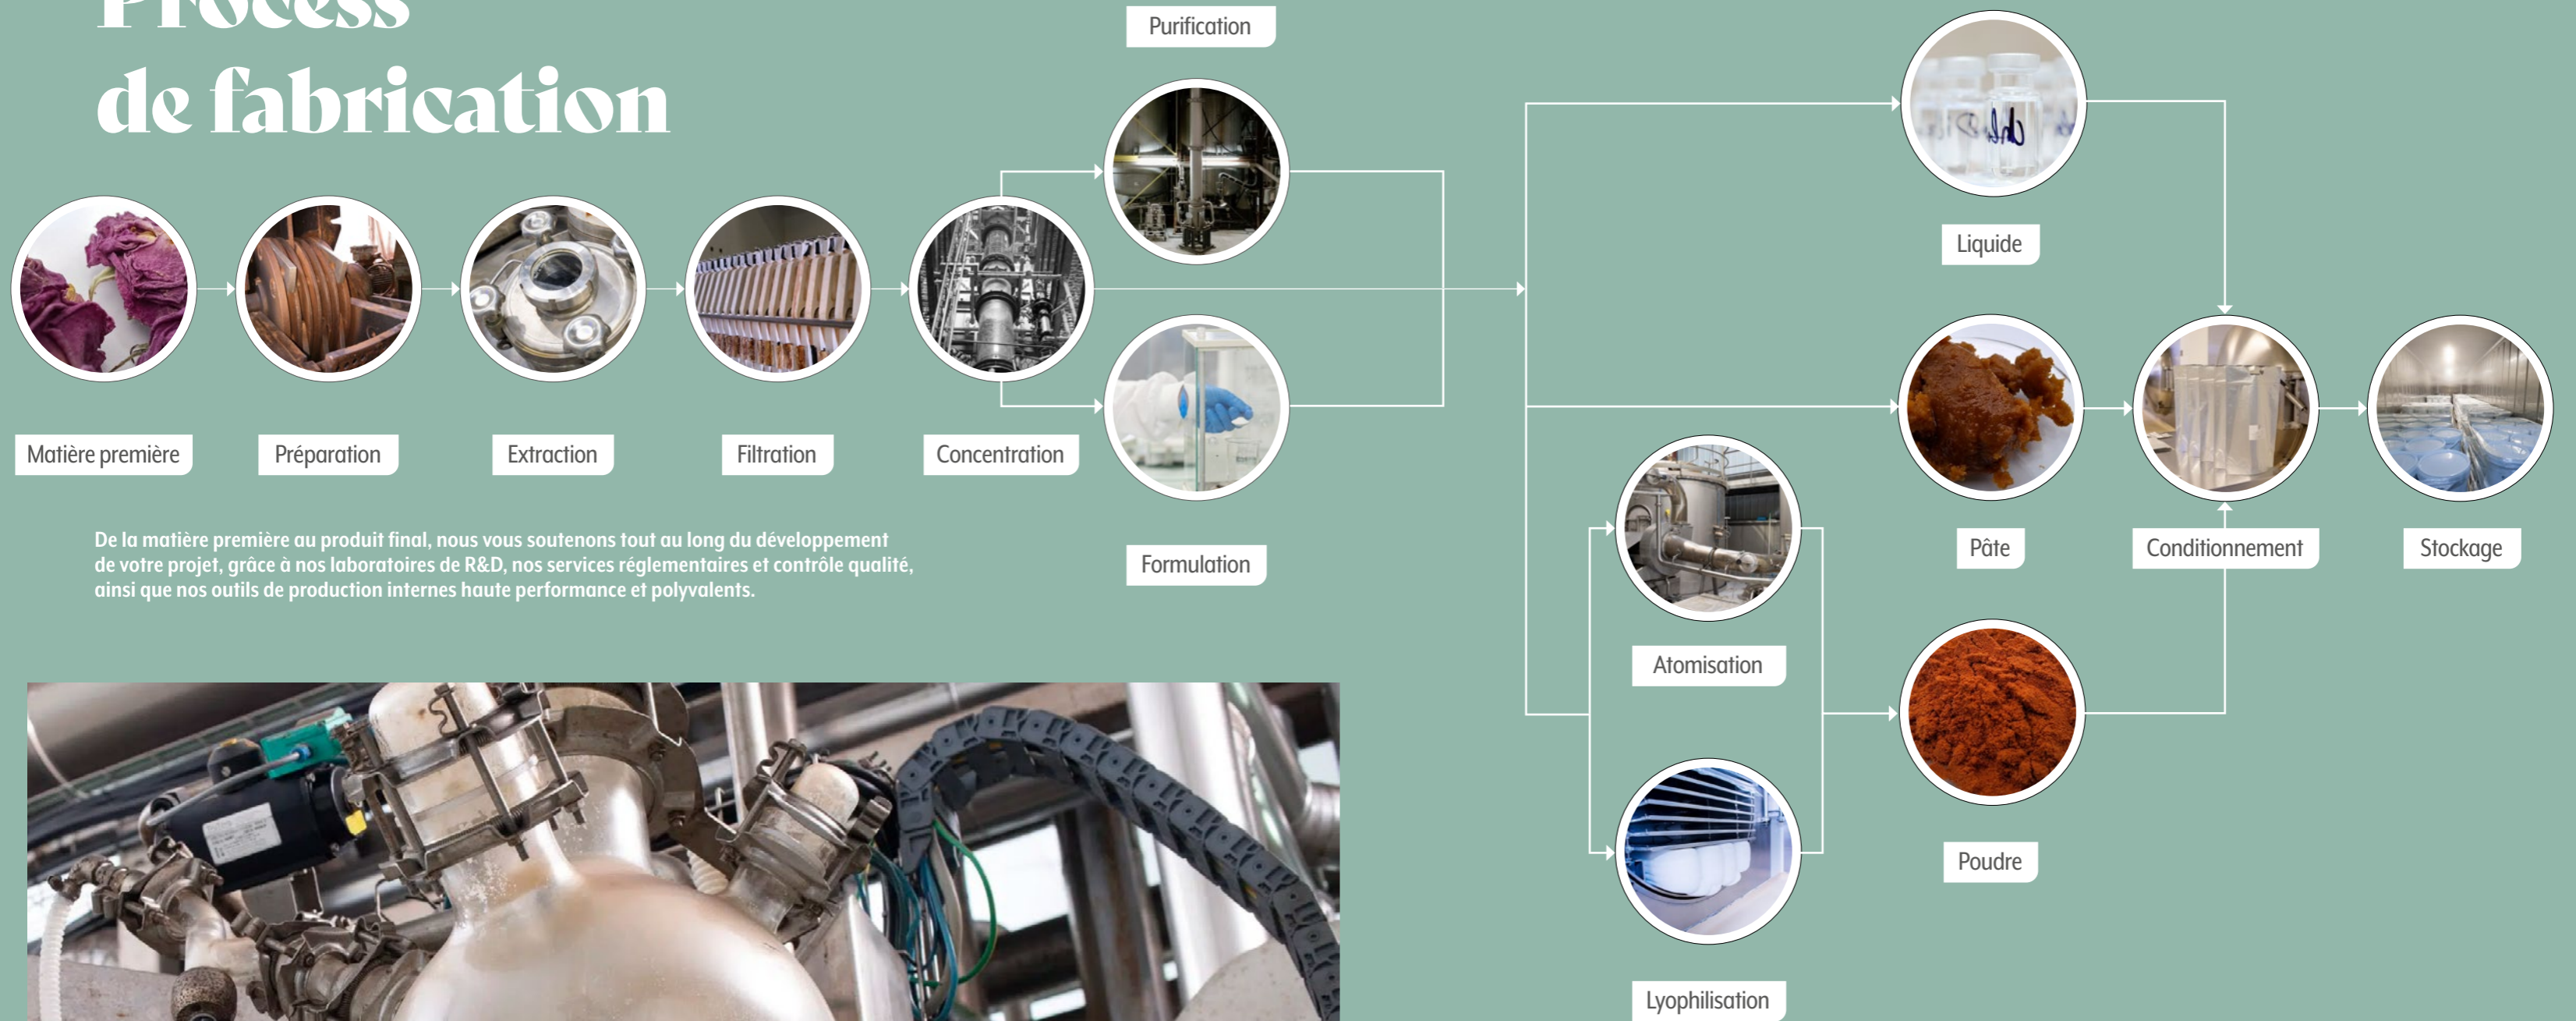 Process
de fabrication
Purification
Liquide
Matière première
Préparation
Extraction
Filtration
Concentration
Formulation
Pâte
Conditionnement
Stockage
De la matière première au produit final, nous vous soutenons tout au long du développement
de votre projet, grâce à nos laboratoires de R&D, nos services réglementaires et contrôle qualité,
ainsi que nos outils de production internes haute performance et polyvalents.
Atomisation
Poudre
Lyophilisation